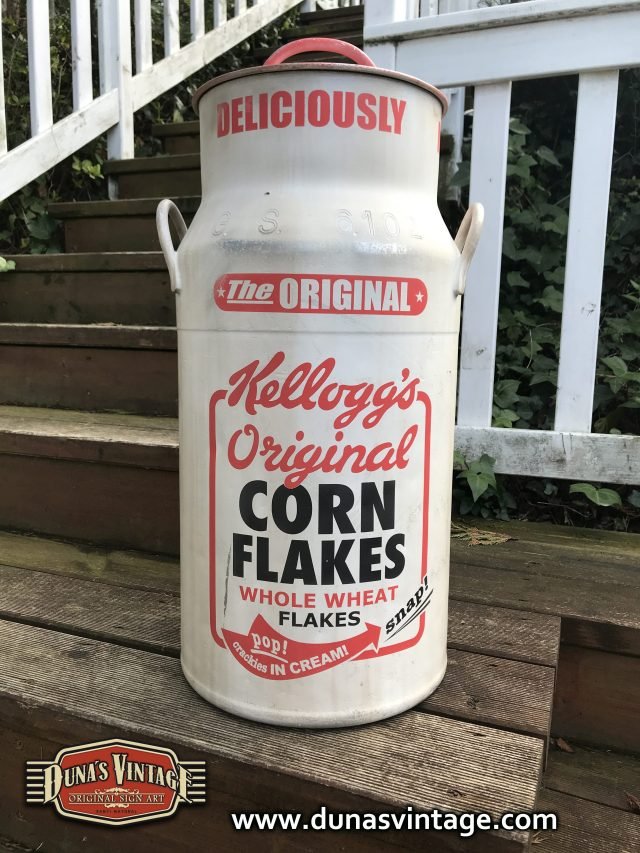 DELICIOUSLY
The ORIGINAL
Kellogg's
Original
CORN
FLAKES
WHOLE WHEAT
FLAKES
snap!
pop!
crackles IN CREAM!
DUNA'S VINTAGE
ORIGINAL SIGN ART
www.dunasvintage.com